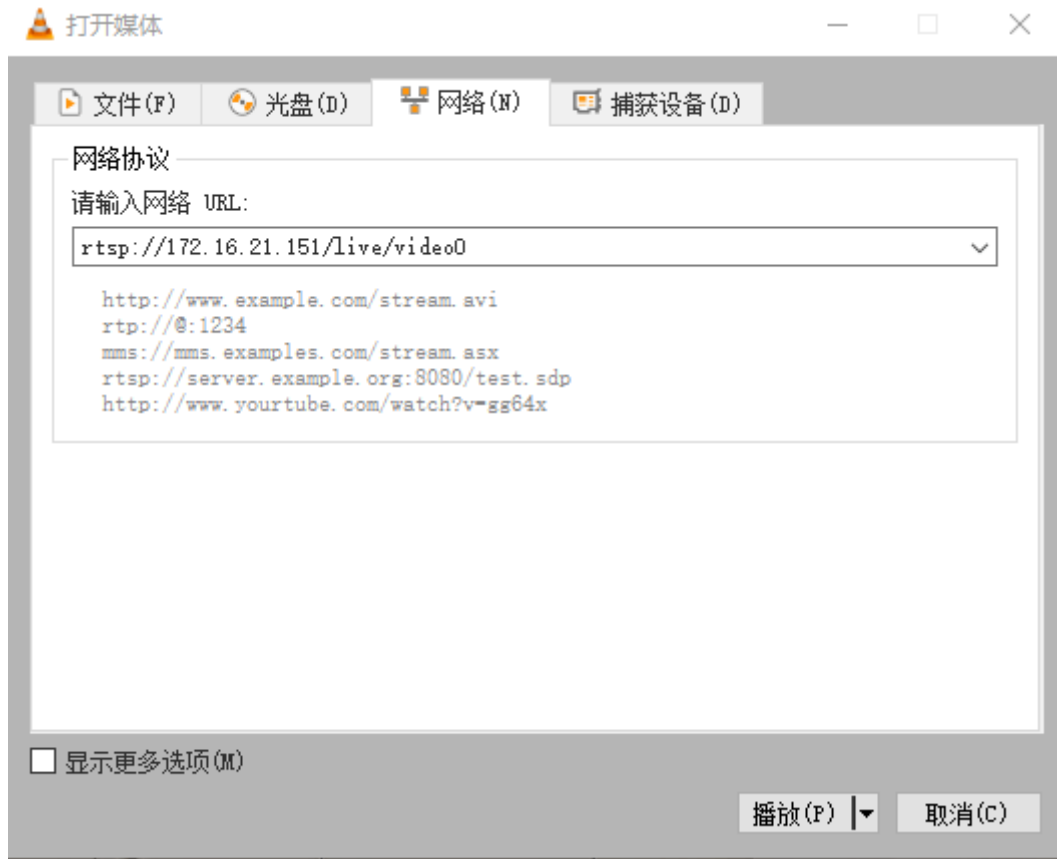 打开媒体
文件(F) 光盘(D) 网络(N) 捕获设备(D)
网络协议
请输入网络 URL:
rtsp://172.16.21.151/live/video0
http://www.example.com/stream.avi
rtp://@:1234
mms://mms.examples.com/stream.asx
rtsp://server.example.org:8080/test.sdp
http://www.yourtube.com/watch?v=gg64x
显示更多选项(M)
播放(P) 取消(C)